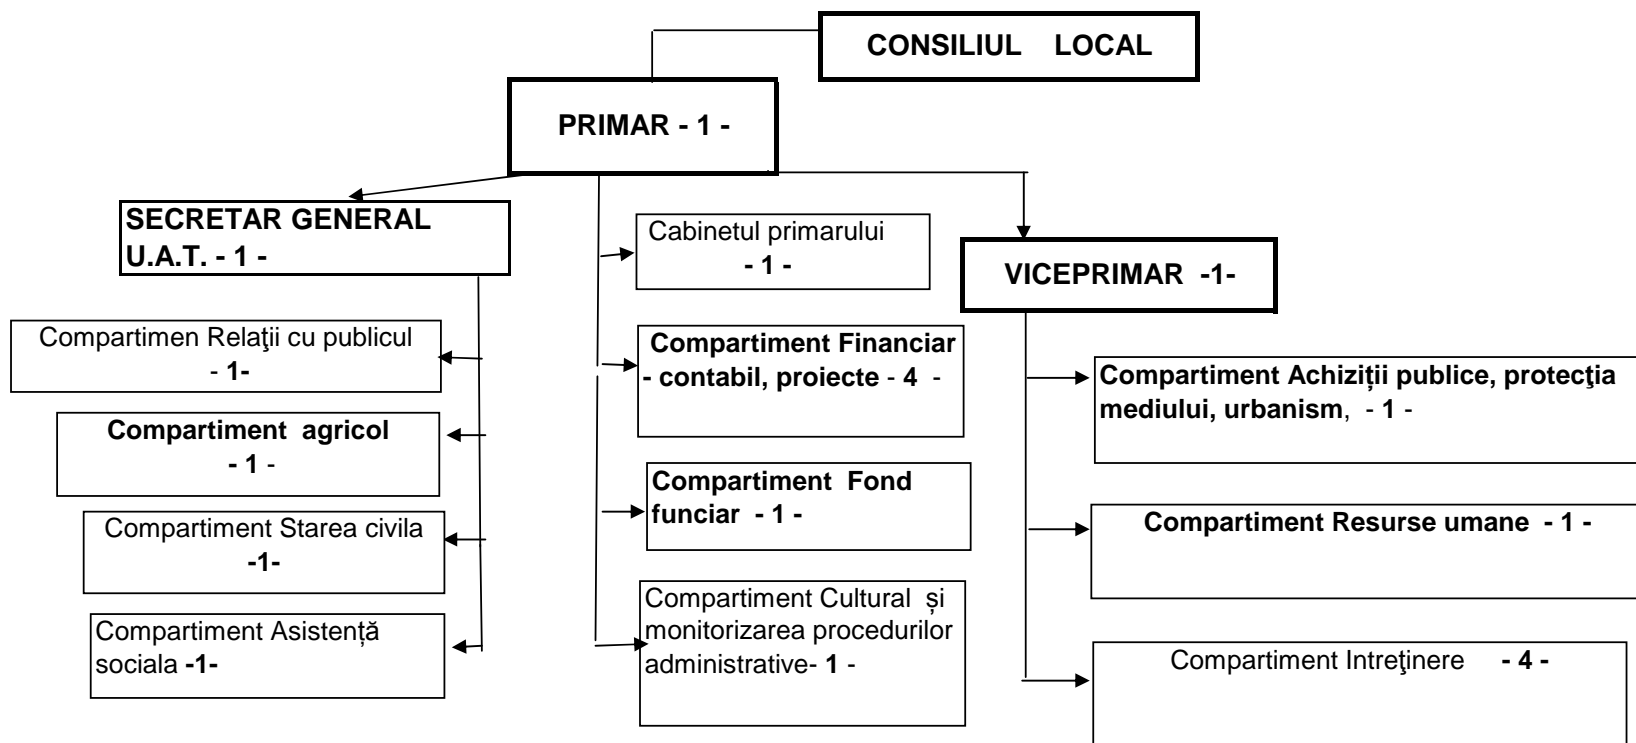 CONSILIUL LOCAL
PRIMAR - 1 -
SECRETAR GENERAL
U.A.T. - 1 -
Cabinetul primarului
- 1 -
VICEPRIMAR -1-
Compartimen Relaţii cu publicul
- 1-
Compartiment Financiar
- contabil, proiecte - 4 -
Compartiment Achiziții publice, protecţia
mediului, urbanism, - 1 -
Compartiment agricol
- 1 -
Compartiment Fond
funciar - 1 -
Compartiment Resurse umane - 1 -
Compartiment Starea civila
-1-
Compartiment Cultural și
monitorizarea procedurilor
administrative- 1 -
Compartiment Asistență
sociala -1-
Compartiment Intreţinere - 4 -